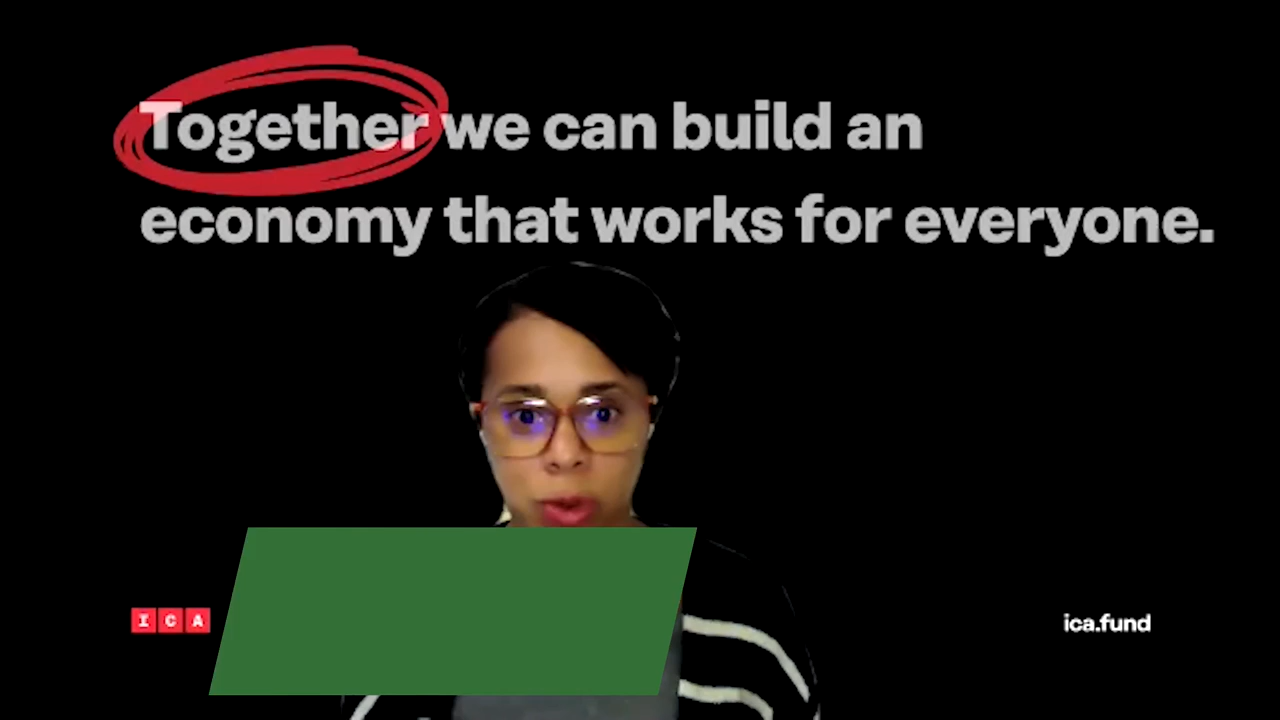 Together we can build an
economy that works for everyone.
ICA
ica.fund